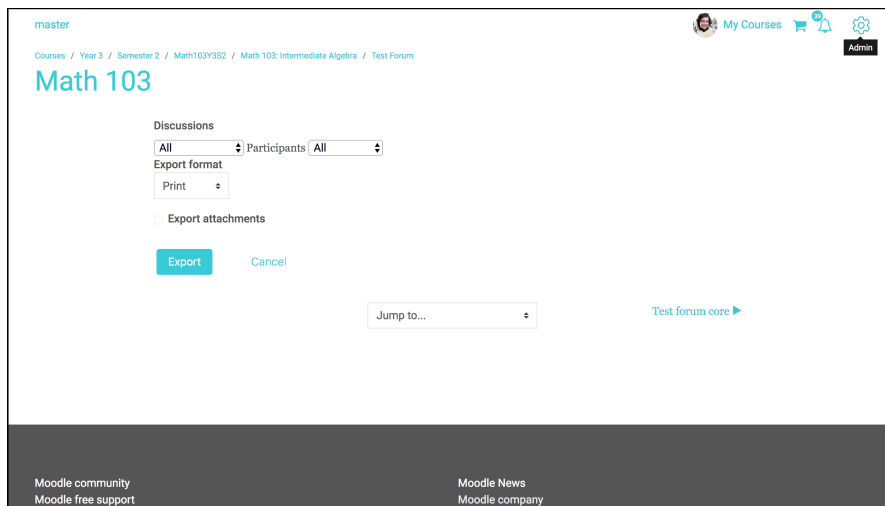 master
My Courses
39
Admin
Courses / Year 3 / Semester 2 / Math103Y3S2 / Math 103: Intermediate Algebra / Test Forum
Math 103
Discussions
All Participants All
Export format
Print
Export attachments
Export Cancel
Jump to...
Test forum core
Moodle community
Moodle News
Moodle free support
Moodle company